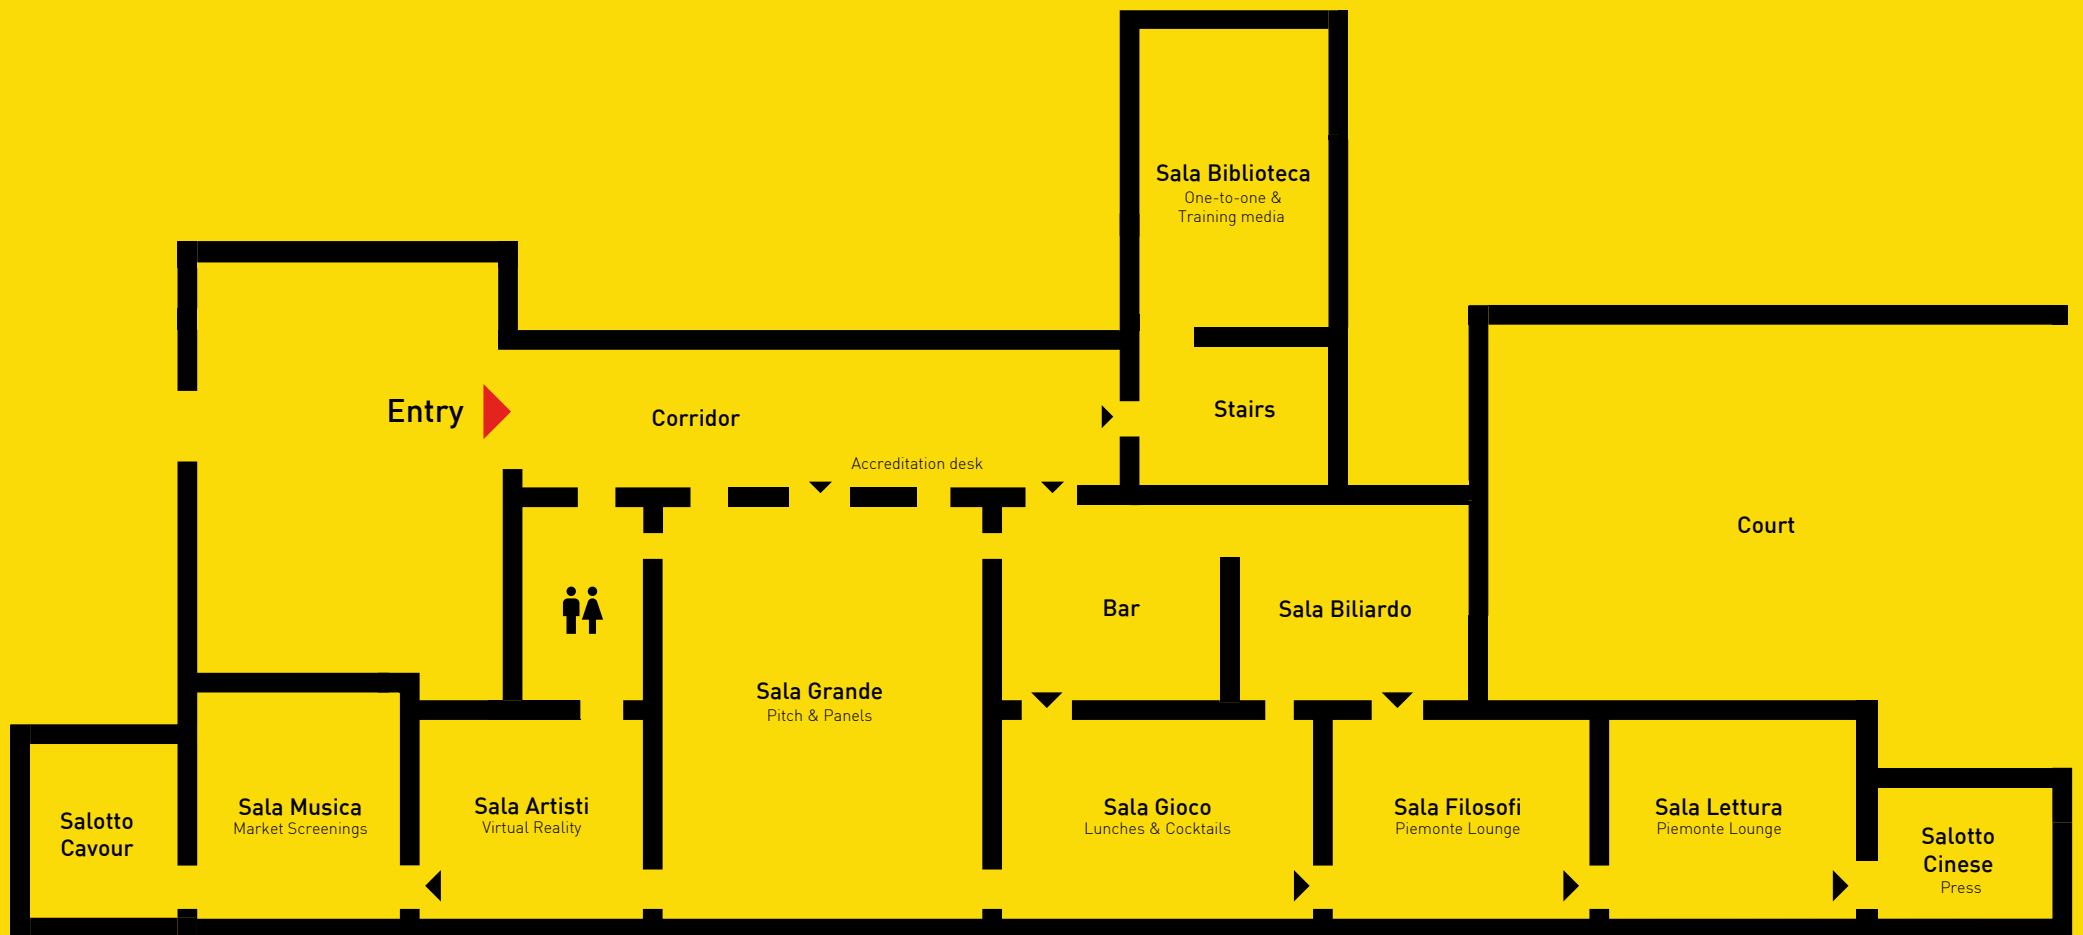 Sala Biblioteca
One-to-one &
Training media
Entry
Corridor
Stairs
Accreditation desk
Court
Bar
Sala Biliardo
Sala Grande
Pitch & Panels
Salotto
Cavour
Sala Musica
Market Screenings
Sala Artisti
Virtual Reality
Sala Gioco
Lunches & Cocktails
Sala Filosofi
Piemonte Lounge
Sala Lettura
Piemonte Lounge
Salotto
Cinese
Press